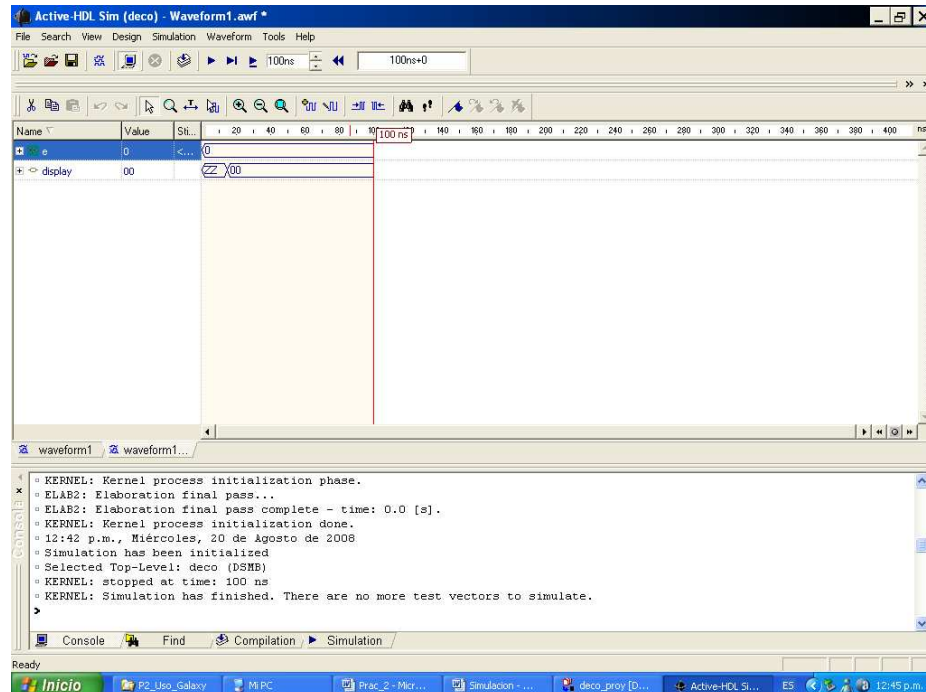 Active-HDL Sim (deco) - Waveform1.awf *
File Search View Design Simulation Waveform Tools Help
100ns 100ns+0
Name Value Sti... 20 40 60 80 100 ns 140 160 180 200 220 240 260 280 300 320 340 360 380 400 ns
e 0 <... 0
display 00 ZZ 00
waveform1 waveform1...
KERNEL: Kernel process initialization phase.
ELAB2: Elaboration final pass...
ELAB2: Elaboration final pass complete - time: 0.0 [s].
KERNEL: Kernel process initialization done.
12:42 p.m., Miércoles, 20 de Agosto de 2008
Simulation has been initialized
Selected Top-Level: deco (DSMB)
KERNEL: stopped at time: 100 ns
KERNEL: Simulation has finished. There are no more test vectors to simulate.
>
Console Find Compilation Simulation
Ready
Inicio P2_Uso_Galaxy Mi PC Prac_2 - Micr... Simulacion - ... deco_proy [D... Active-HDL Si... ES 12:45 p.m.